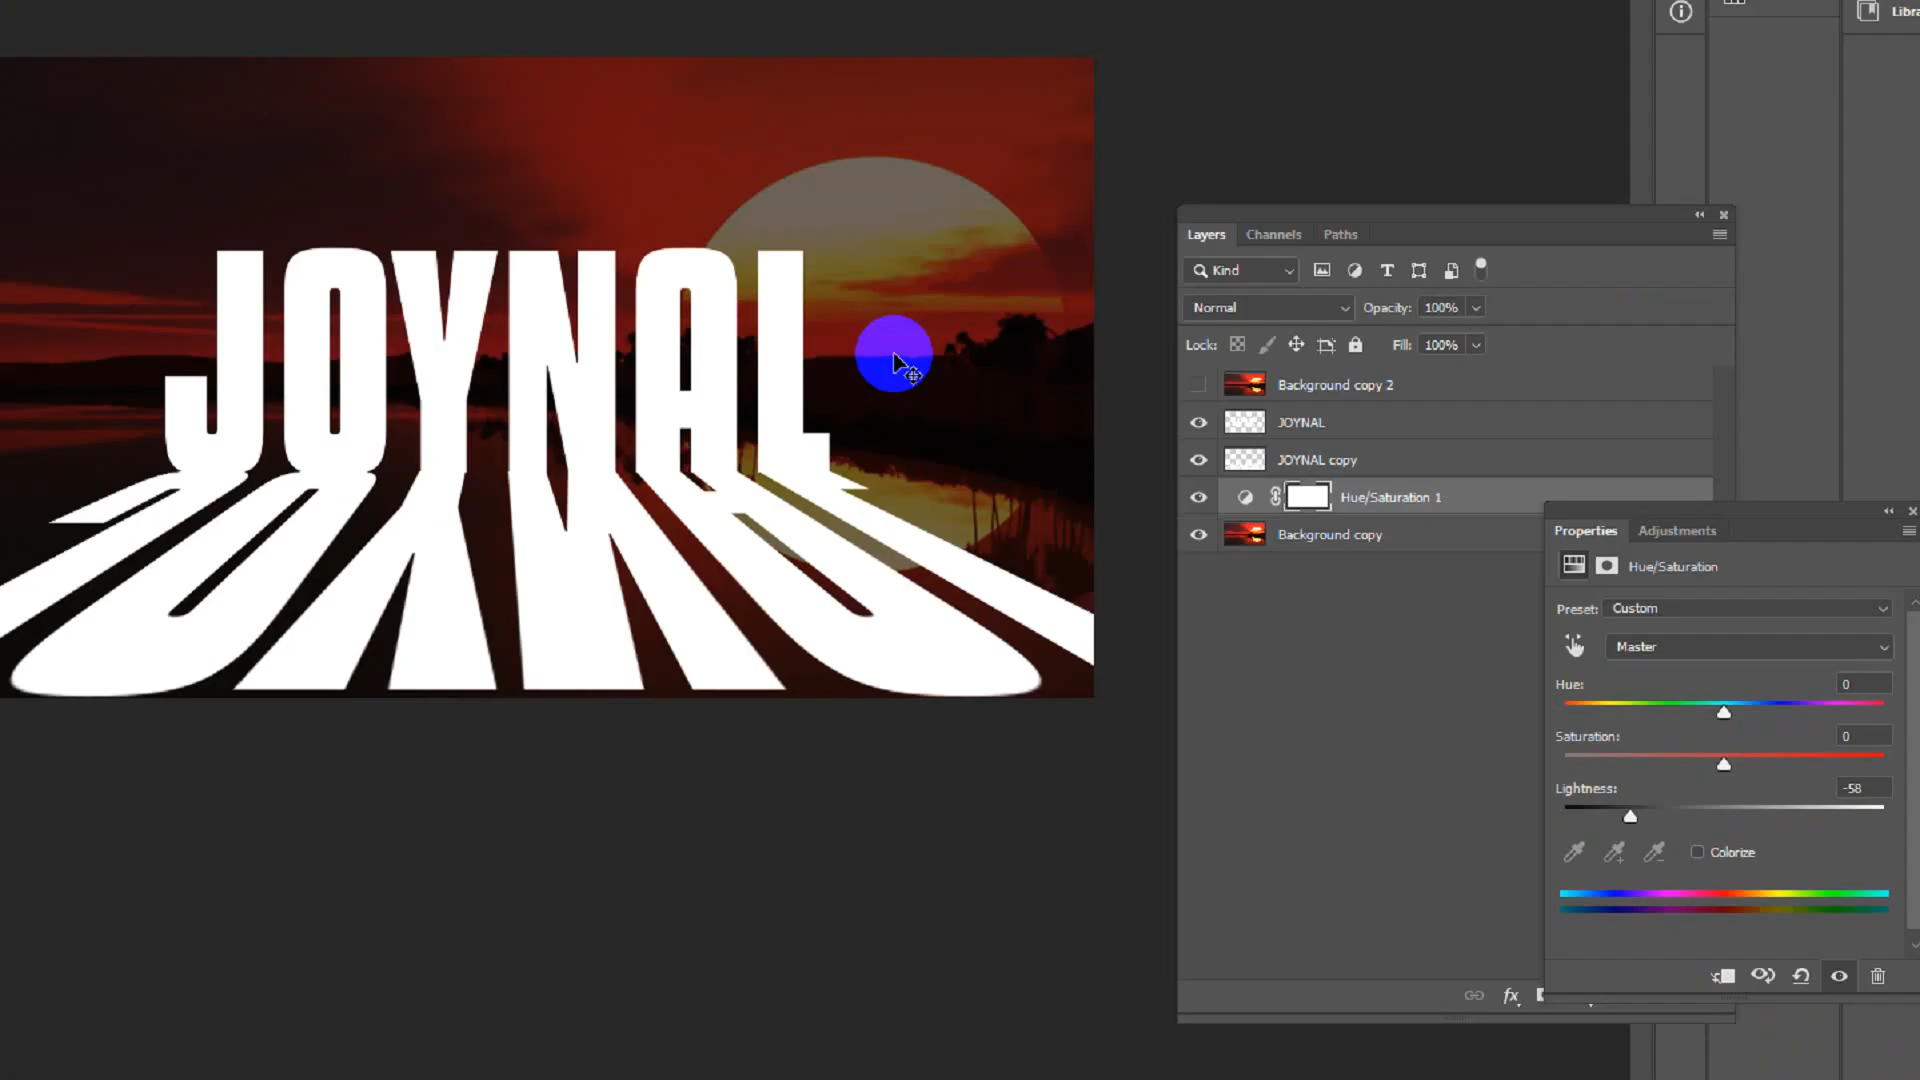 Libra
JOYNAL
Layers Channels Paths
Kind
Normal Opacity: 100%
Lock: Fill: 100%
Background copy 2
JOYNAL
JOYNAL copy
Hue/Saturation 1
Background copy
Properties Adjustments
Hue/Saturation
Preset: Custom
Master
Hue: 0
Saturation: 0
Lightness: -58
Colorize
fx